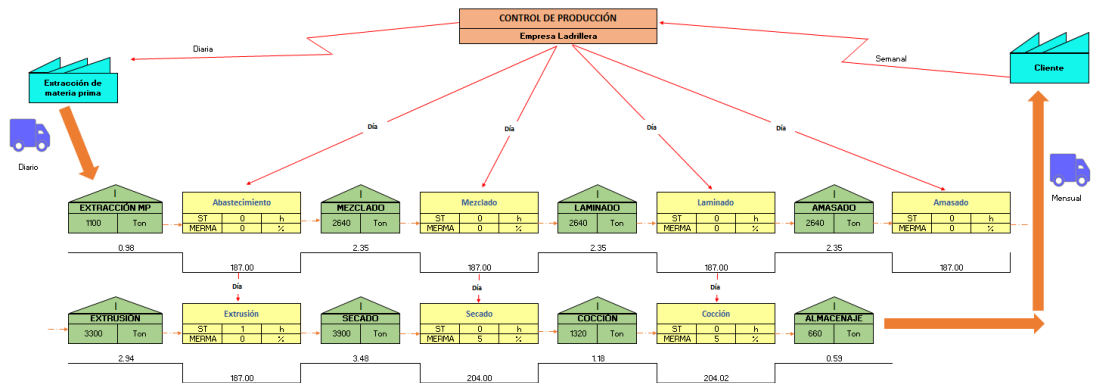 CONTROL DE PRODUCCIÓN
Empresa Ladrillera
Diaria
Semanal
Extracción de
materia prima
Cliente
Diario
Mensual
Día
Día
Día
Día
I
EXTRACCIÓN MP
1100 Ton
Abastecimiento
ST 0 h
MERMA 0 %
I
MEZCLADO
2640 Ton
Mezclado
ST 0 h
MERMA 0 %
I
LAMINADO
2640 Ton
Laminado
ST 0 h
MERMA 0 %
I
AMASADO
2640 Ton
Amasado
ST 0 h
MERMA 0 %
0.98
187.00
2.35
187.00
2.35
187.00
2.35
187.00
Día
Día
Día
I
EXTRUSIÓN
3300 Ton
Extrusión
ST 1 h
MERMA 0 %
I
SECADO
3900 Ton
Secado
ST 0 h
MERMA 5 %
I
COCCIÓN
1320 Ton
Cocción
ST 0 h
MERMA 5 %
I
ALMACENAJE
660 Ton
2.94
187.00
3.48
204.00
1.18
204.02
0.59